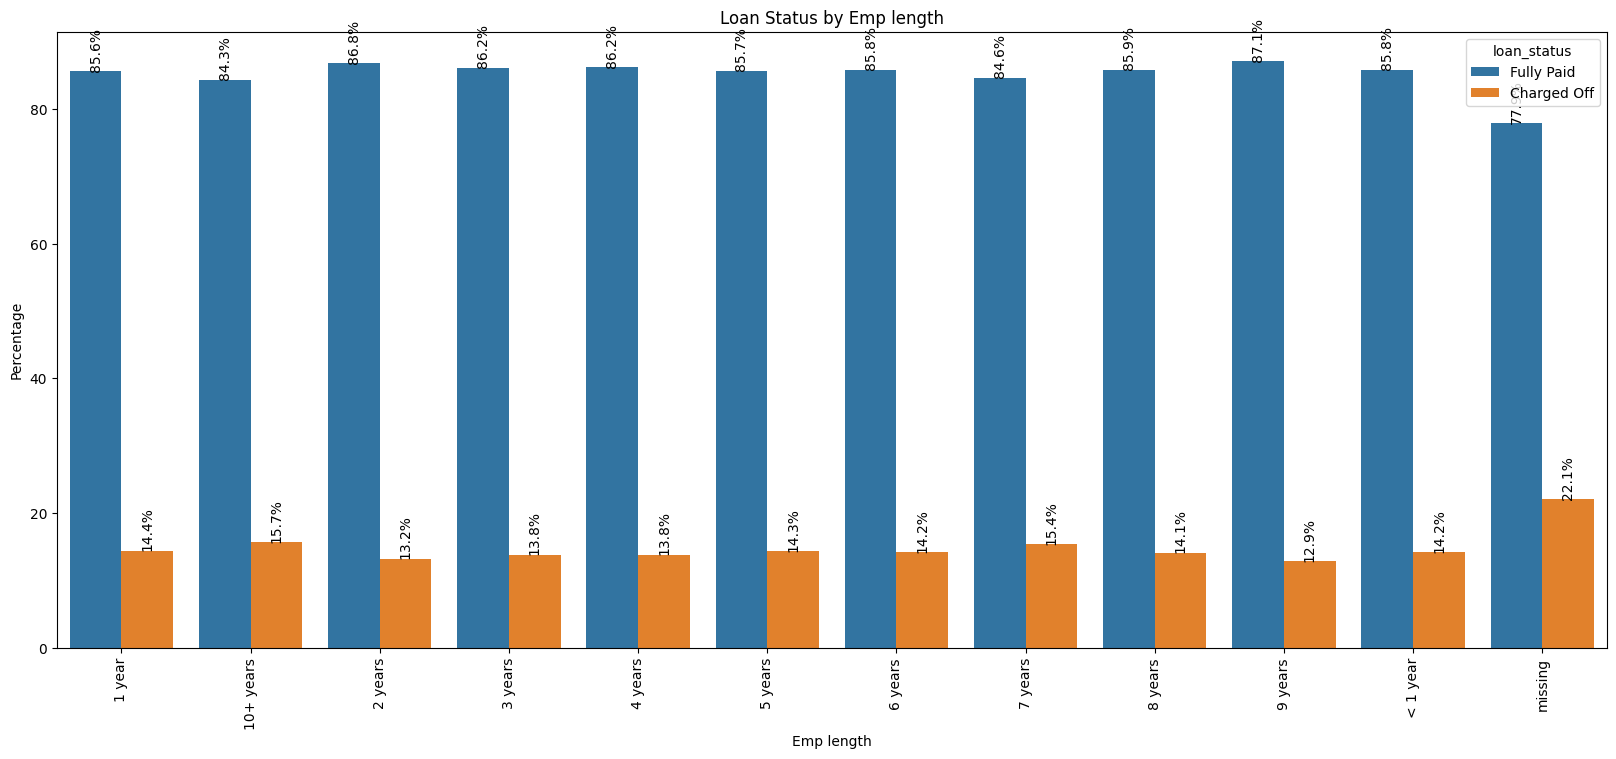 Loan Status by Emp length
loan_status
Fully Paid
Charged Off
85.6%
84.3%
86.8%
86.2%
86.2%
85.7%
85.8%
84.6%
85.9%
87.1%
85.8%
77.9%
14.4%
15.7%
13.2%
13.8%
13.8%
14.3%
14.2%
15.4%
14.1%
12.9%
14.2%
22.1%
Percentage
80
60
40
20
0
1 year
10+ years
2 years
3 years
4 years
5 years
6 years
7 years
8 years
9 years
< 1 year
missing
Emp length